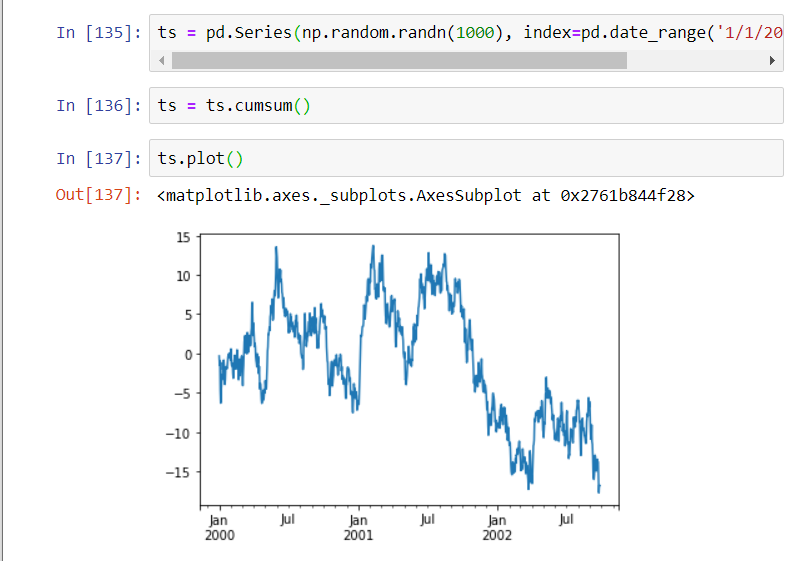 In [135]: ts = pd.Series(np.random.randn(1000), index=pd.date_range('1/1/20
In [136]: ts = ts.cumsum()
In [137]: ts.plot()
Out[137]: <matplotlib.axes._subplots.AxesSubplot at 0x2761b844f28>
15
10
5
0
−5
−10
−15
Jan Jul Jan Jul Jan Jul
2000 2001 2002